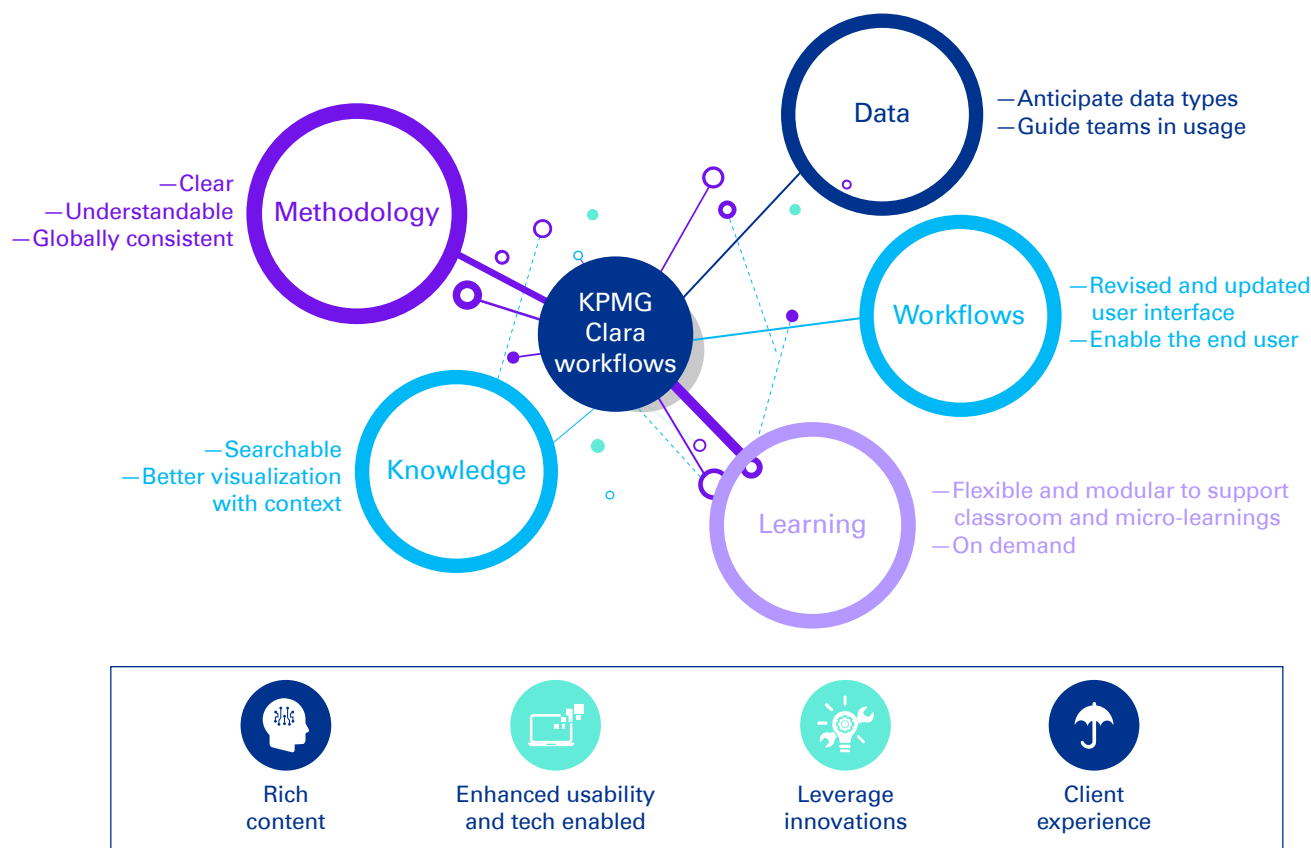 Data
—Anticipate data types
—Guide teams in usage
Methodology
—Clear
—Understandable
—Globally consistent
KPMG
Clara
workflows
Workflows
—Revised and updated
user interface
—Enable the end user
Knowledge
—Searchable
—Better visualization
with context
Learning
—Flexible and modular to support
classroom and micro-learnings
—On demand
Rich
content
Enhanced usability
and tech enabled
Leverage
innovations
Client
experience